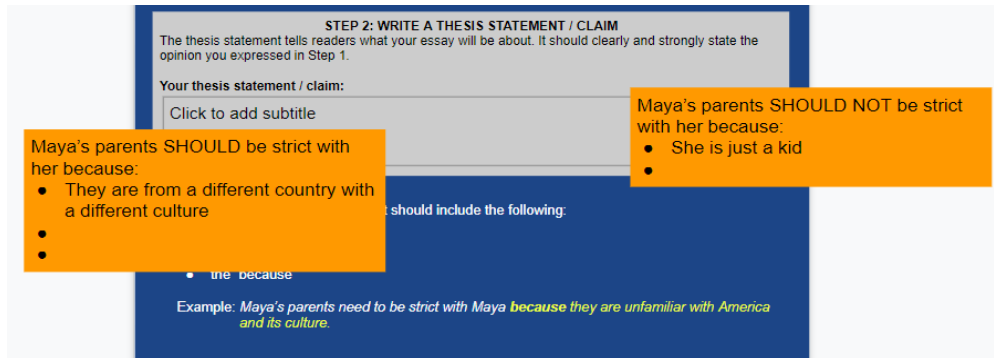 STEP 2: WRITE A THESIS STATEMENT / CLAIM
The thesis statement tells readers what your essay will be about. It should clearly and strongly state the
opinion you expressed in Step 1.
Your thesis statement / claim:
Click to add subtitle
Maya's parents SHOULD NOT be strict
with her because:
● She is just a kid
●
Maya's parents SHOULD be strict with
her because:
● They are from a different country with
a different culture
●
●
should include the following:
● the because
Example: Maya's parents need to be strict with Maya because they are unfamiliar with America
and its culture.